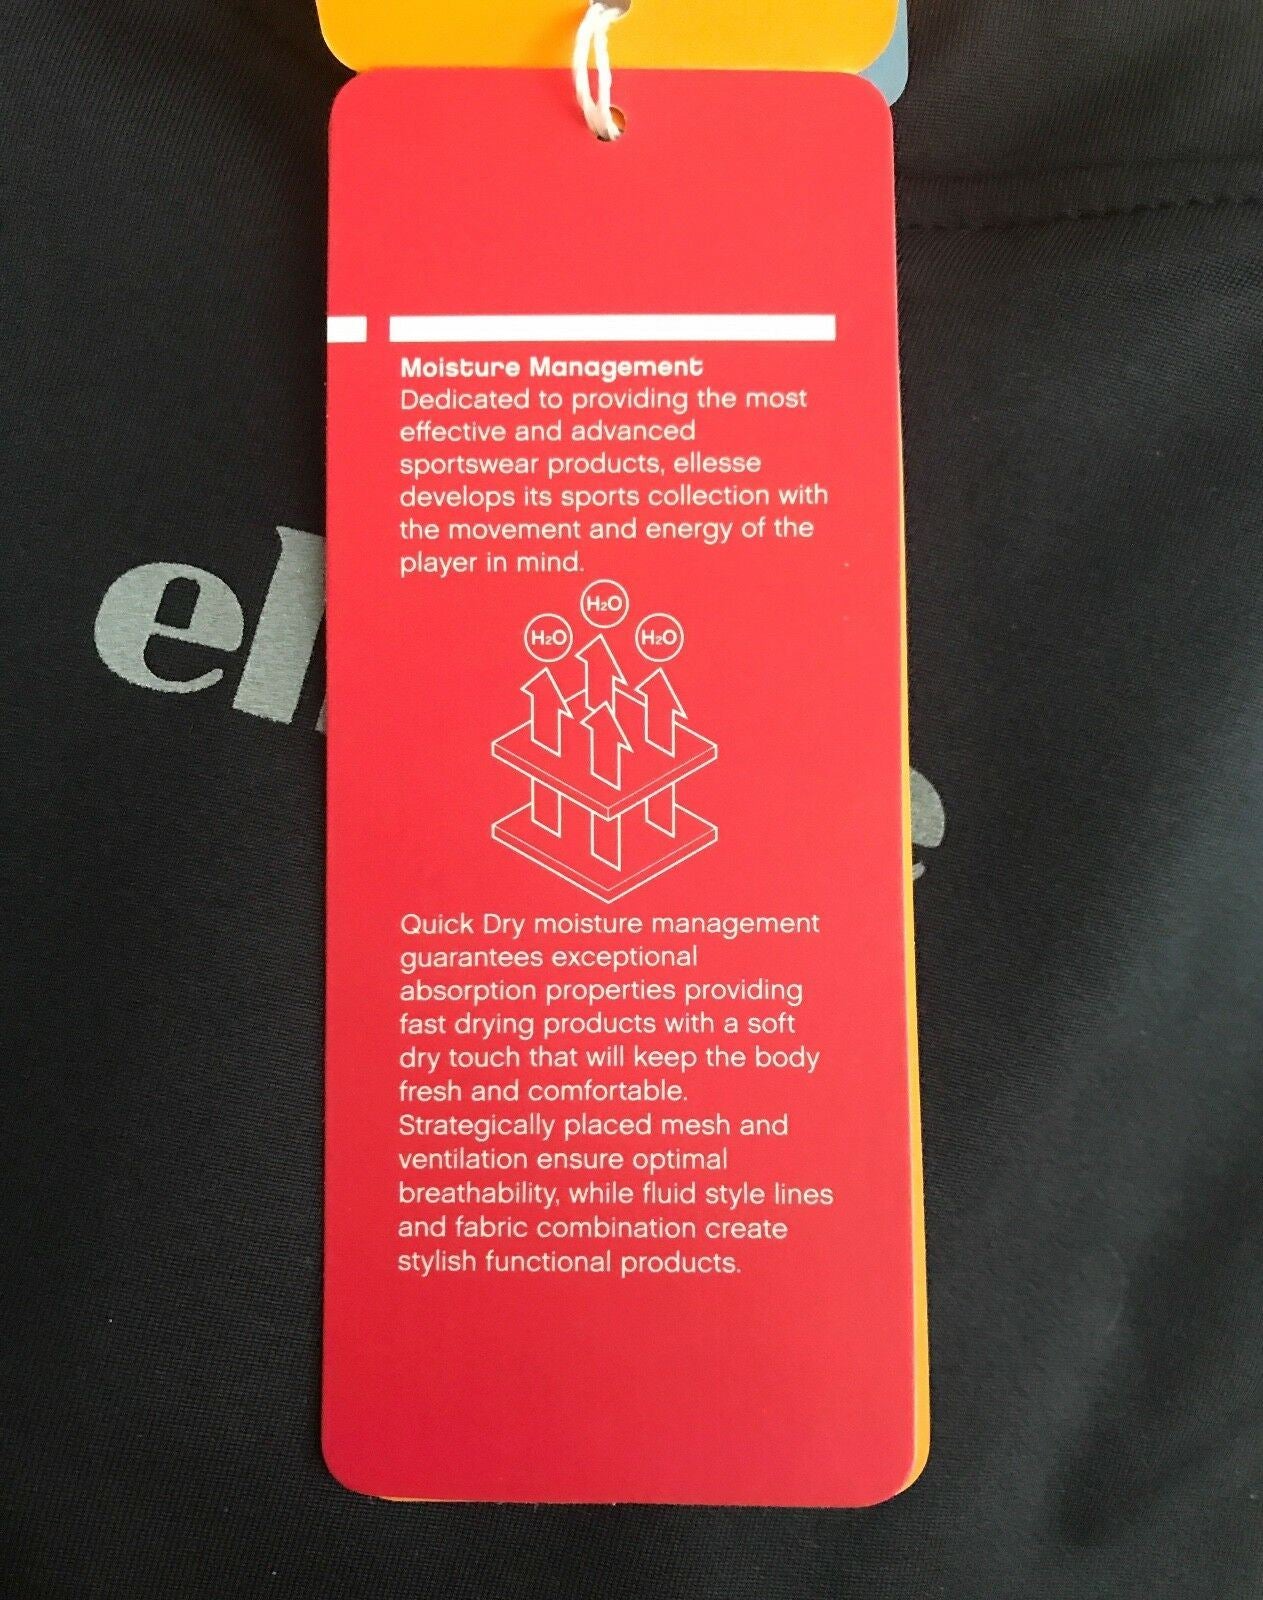 Moisture Management
Dedicated to providing the most
effective and advanced
sportswear products, ellesse
develops its sports collection with
the movement and energy of the
player in mind.
H₂O
H₂O
H₂O
el
e
Quick Dry moisture management
guarantees exceptional
absorption properties providing
fast drying products with a soft
dry touch that will keep the body
fresh and comfortable.
Strategically placed mesh and
ventilation ensure optimal
breathability, while fluid style lines
and fabric combination create
stylish functional products.